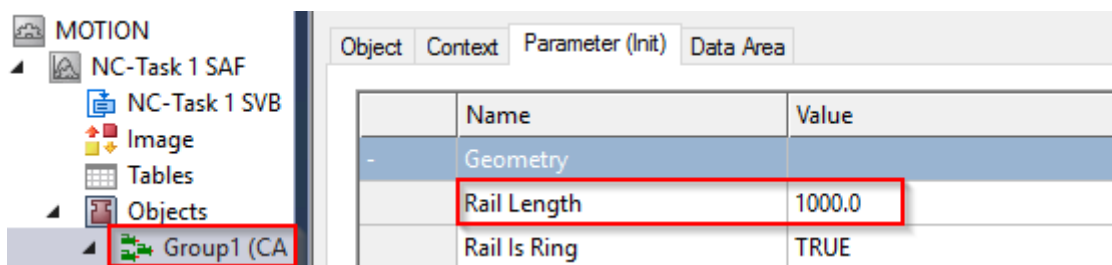 MOTION
NC-Task 1 SAF
NC-Task 1 SVB
Image
Tables
Objects
Group1 (CA
Object Context Parameter (Init) Data Area
Name Value
- Geometry
Rail Length 1000.0
Rail Is Ring TRUE